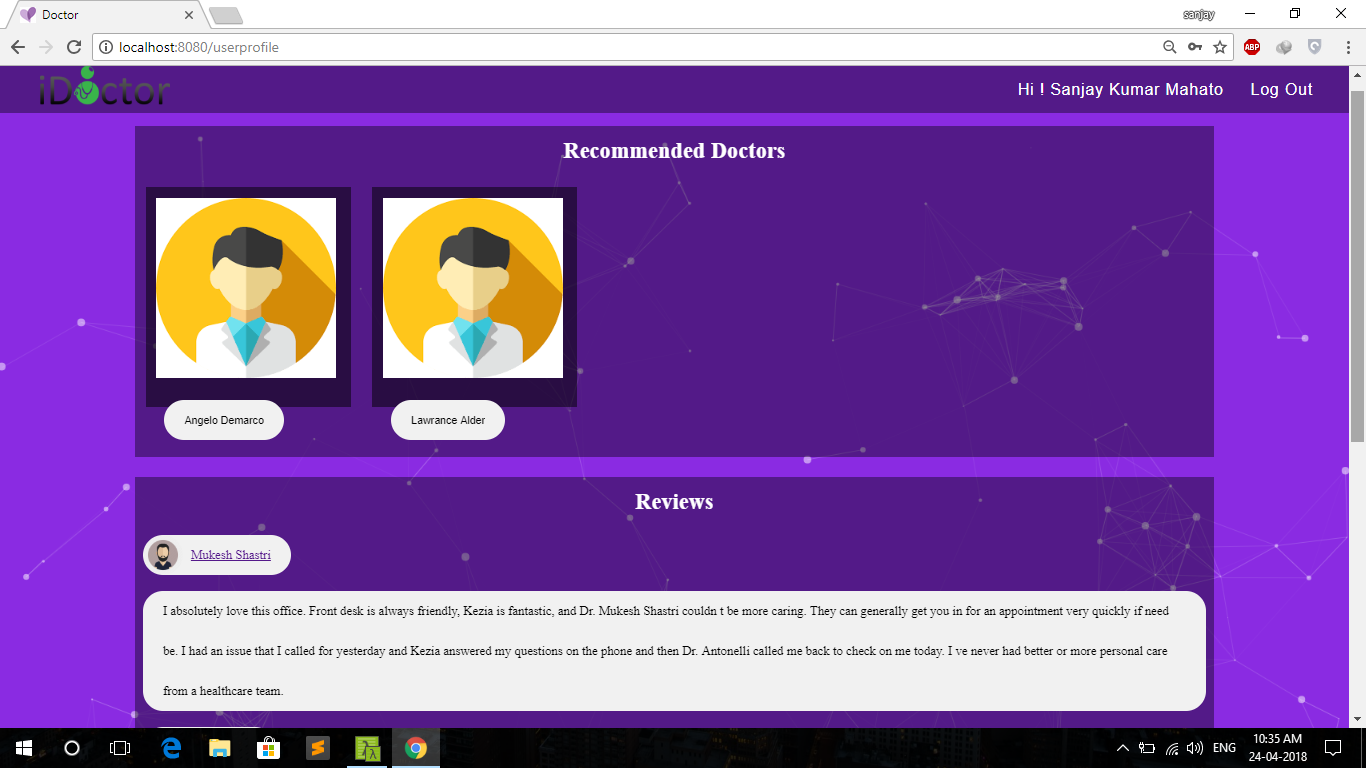 Doctor
sanjay
localhost:8080/userprofile
ABP
iDoctor
Hi ! Sanjay Kumar Mahato
Log Out
Recommended Doctors
Angelo Demarco
Lawrance Alder
Reviews
Mukesh Shastri
I absolutely love this office. Front desk is always friendly, Kezia is fantastic, and Dr. Mukesh Shastri couldn t be more caring. They can generally get you in for an appointment very quickly if need
be. I had an issue that I called for yesterday and Kezia answered my questions on the phone and then Dr. Antonelli called me back to check on me today. I ve never had better or more personal care
from a healthcare team.
ENG
10:35 AM
24-04-2018